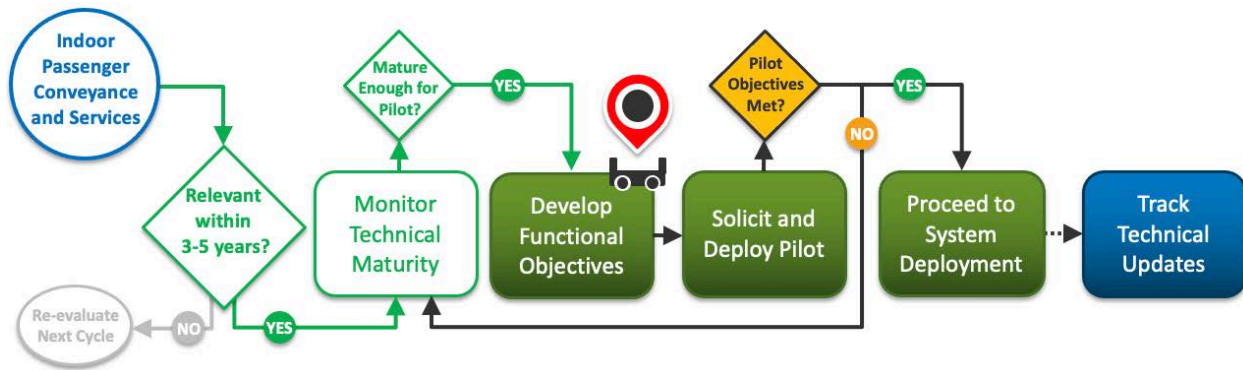 Indoor
Passenger
Conveyance
and Services
Relevant
within
3-5 years?
NO
Re-evaluate
Next Cycle
YES
Monitor
Technical
Maturity
Mature
Enough for
Pilot?
YES
Develop
Functional
Objectives
Solicit and
Deploy Pilot
Pilot
Objectives
Met?
YES
NO
Proceed to
System
Deployment
Track
Technical
Updates